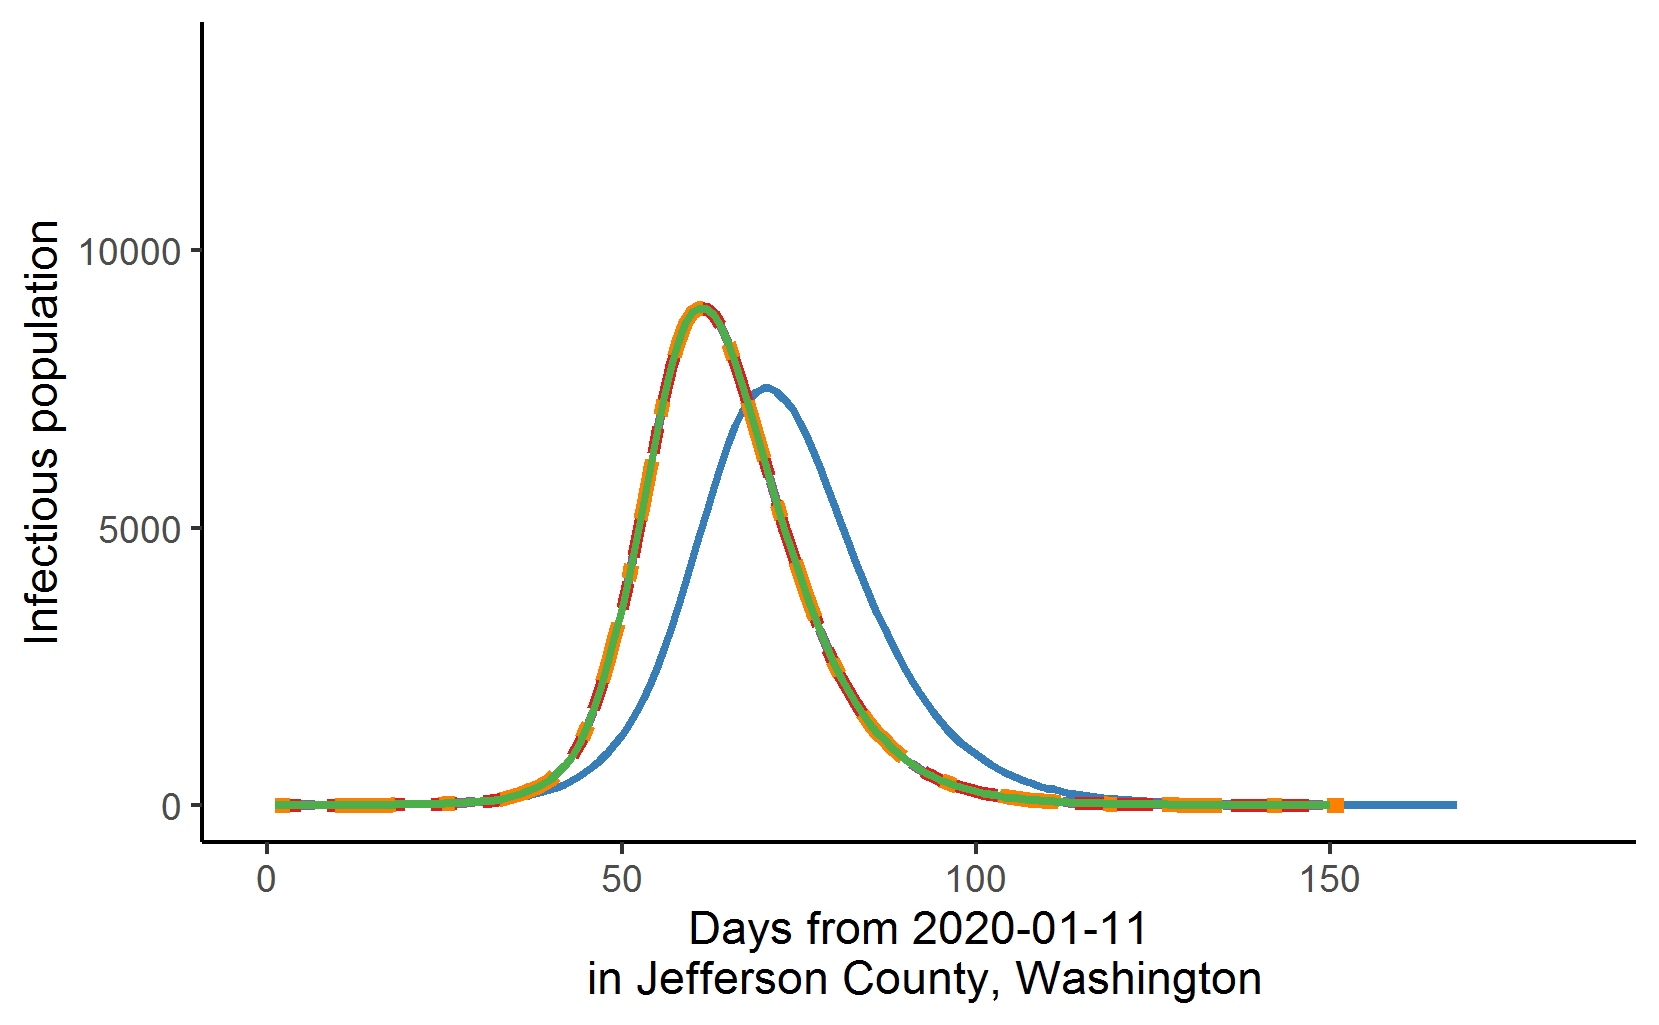 Infectious population
10000
5000
0
0 50 100 150
Days from 2020-01-11
in Jefferson County, Washington